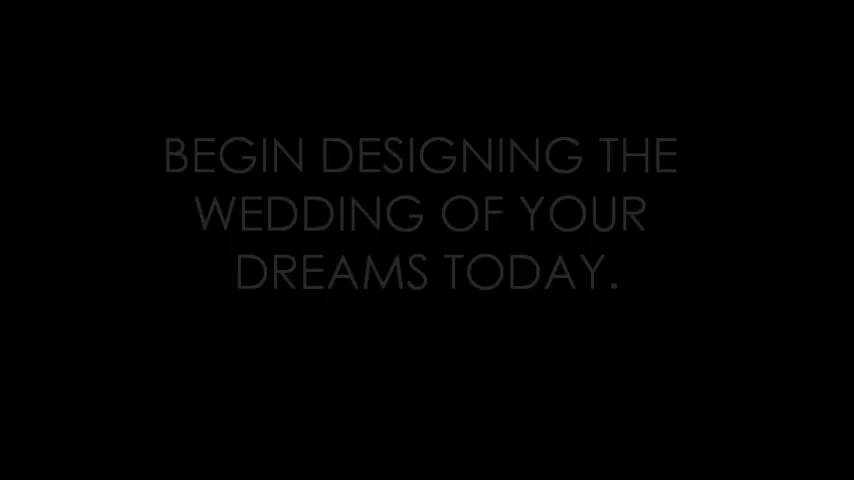 BEGIN DESIGNING THE
WEDDING OF YOUR
DREAMS TODAY.